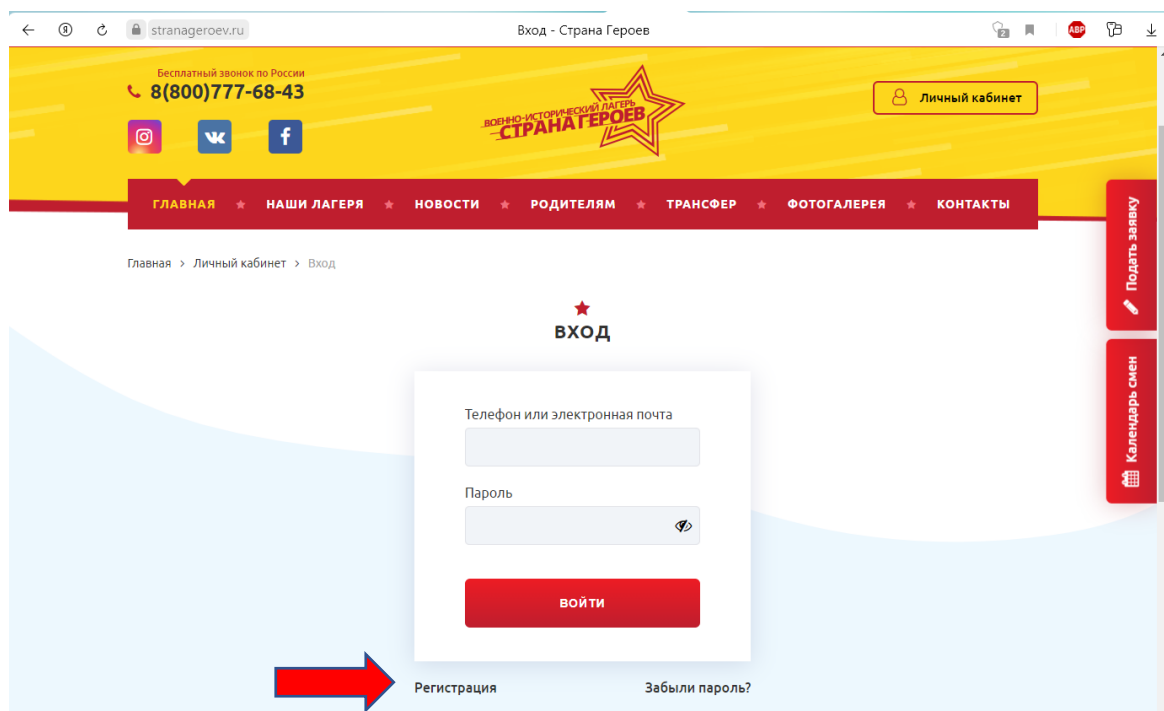 stranageroev.ru
Вход - Страна Героев
2
ABP
Бесплатный звонок по России
8(800)777-68-43
ВОЕННО-ИСТОРИЧЕСКИЙ ЛАГЕРЬ
СТРАНА ГЕРОЕВ
Личный кабинет
ГЛАВНАЯ ★ НАШИ ЛАГЕРЯ ★ НОВОСТИ ★ РОДИТЕЛЯМ ★ ТРАНСФЕР ★ ФОТОГАЛЕРЕЯ ★ КОНТАКТЫ
Подать заявку
Календарь смен
Главная > Личный кабинет > Вход
ВХОД
Телефон или электронная почта
Пароль
ВОЙТИ
Регистрация
Забыли пароль?